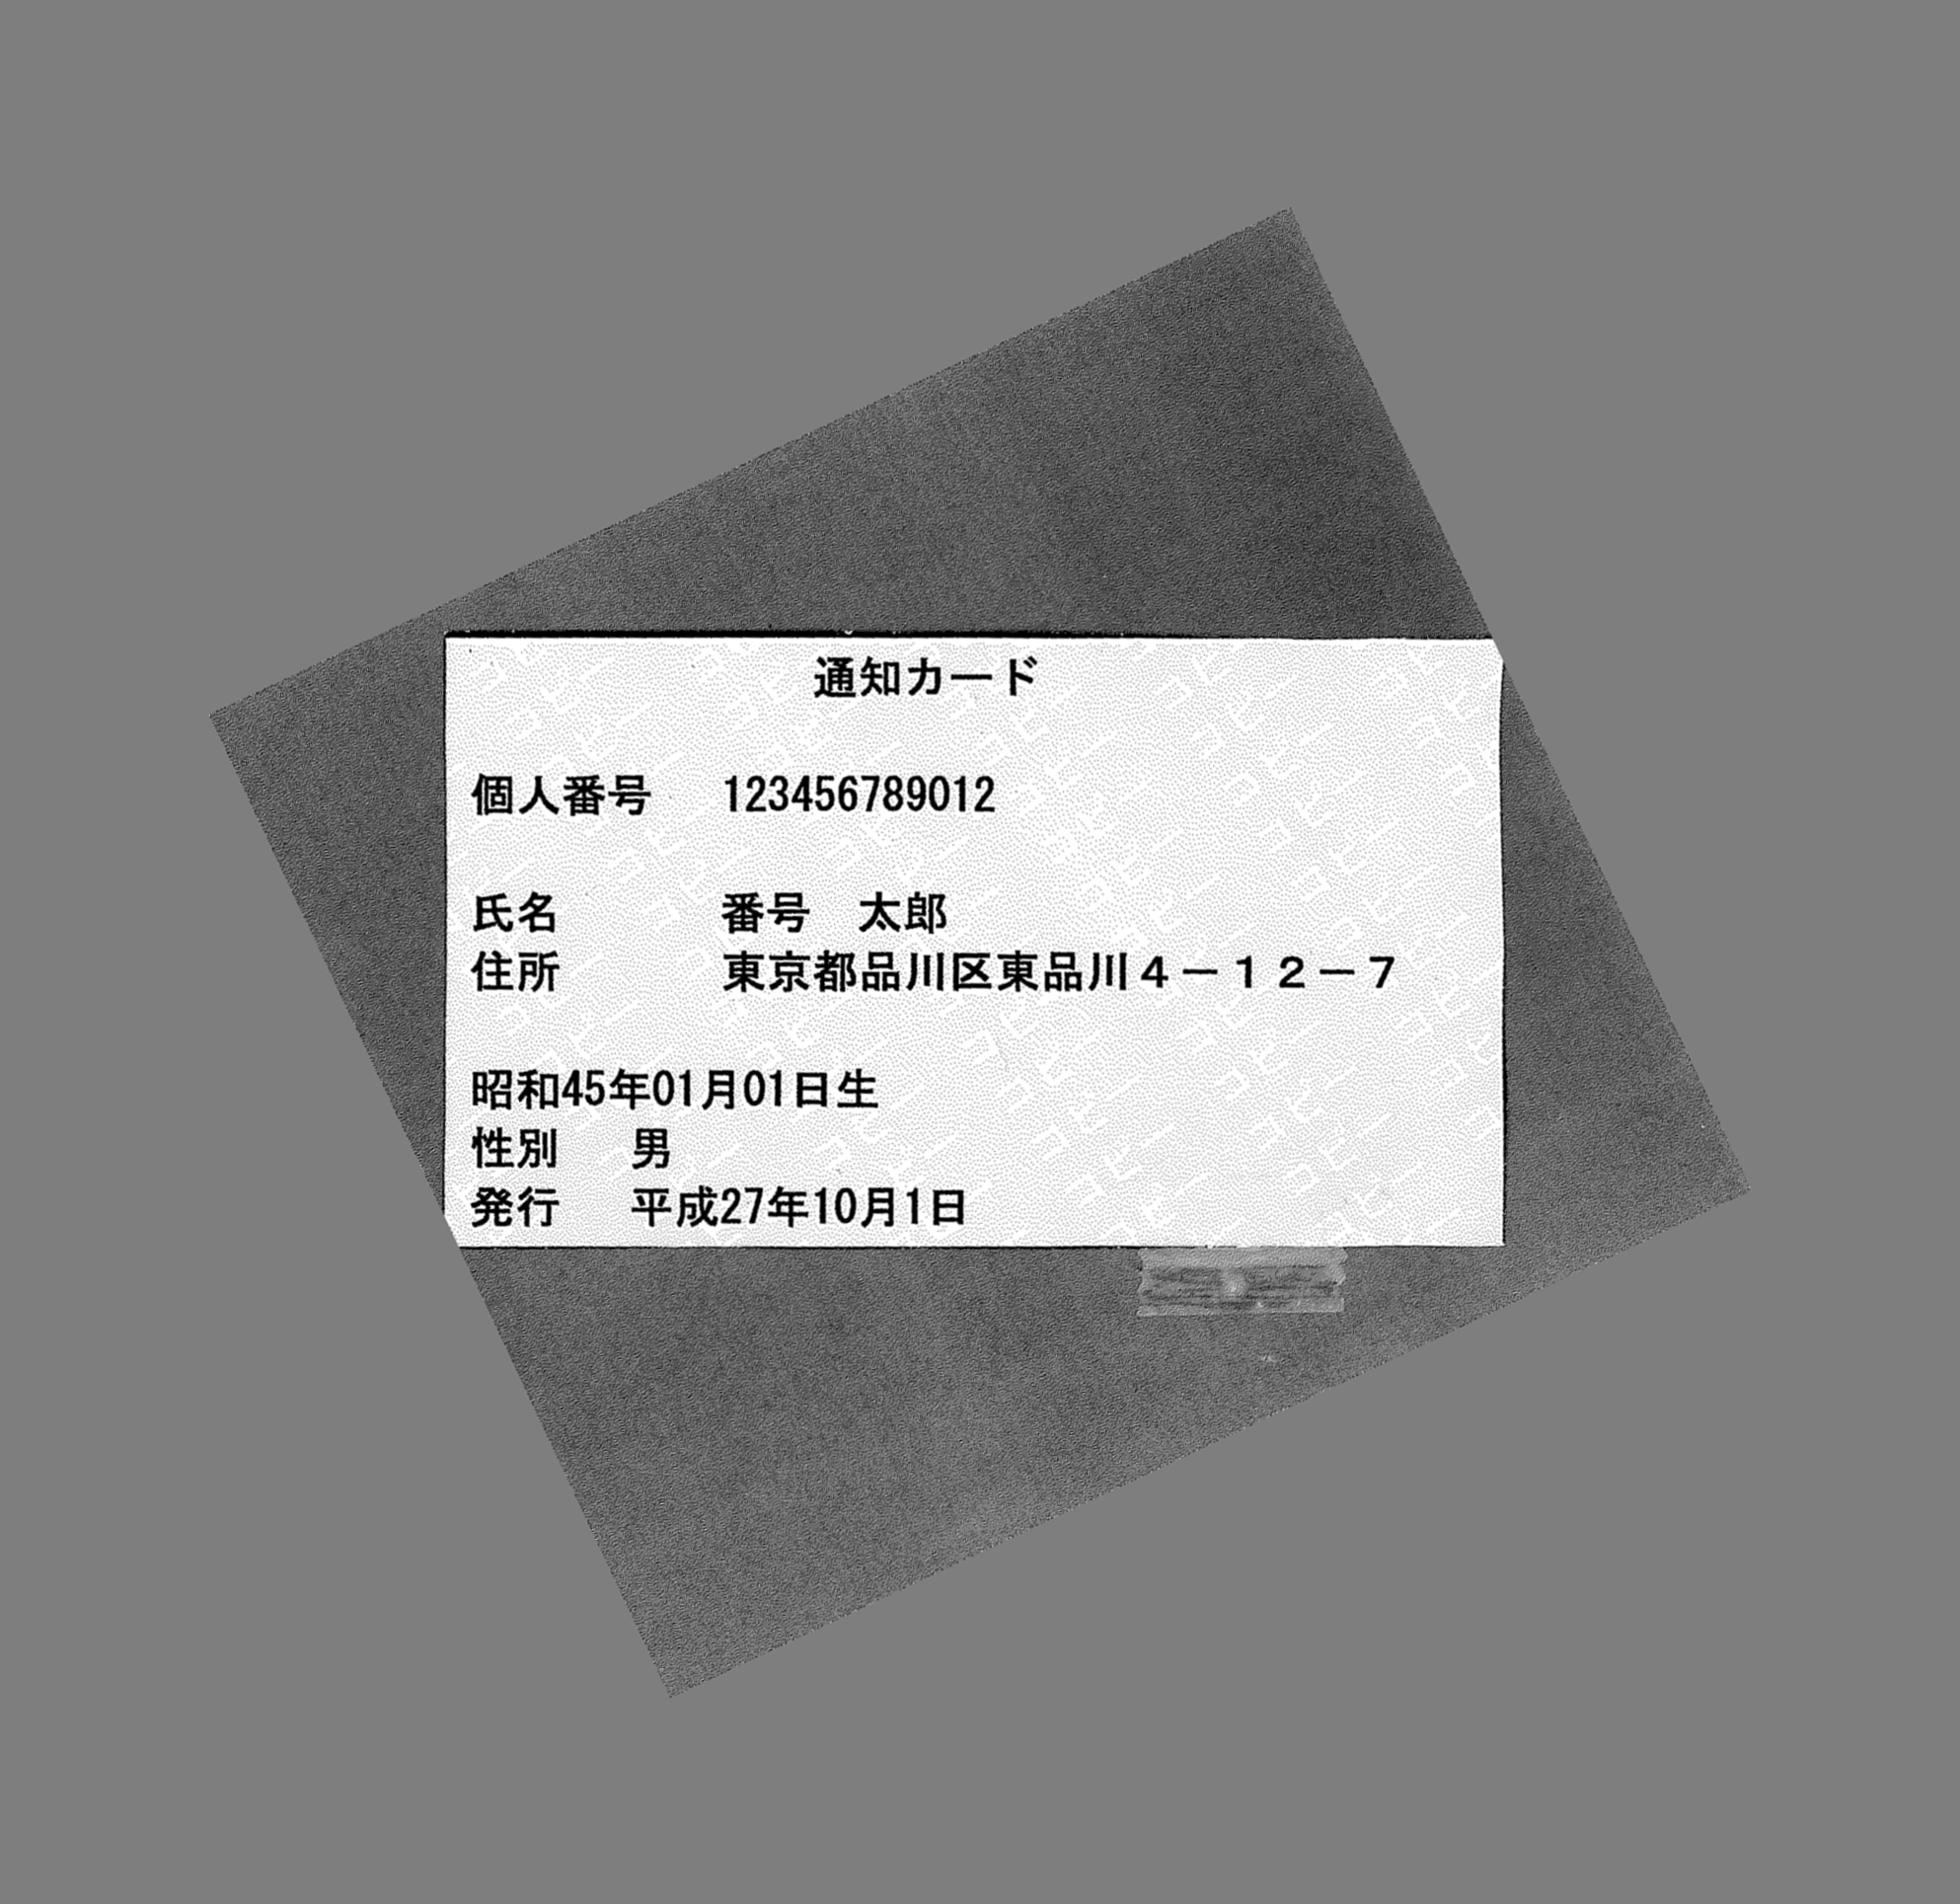 通知カード
個人番号　123456789012
氏名　番号　太郎
住所　東京都品川区東品川４－１２－７
昭和45年01月01日生
性別　男
発行　平成27年10月1日
コピー